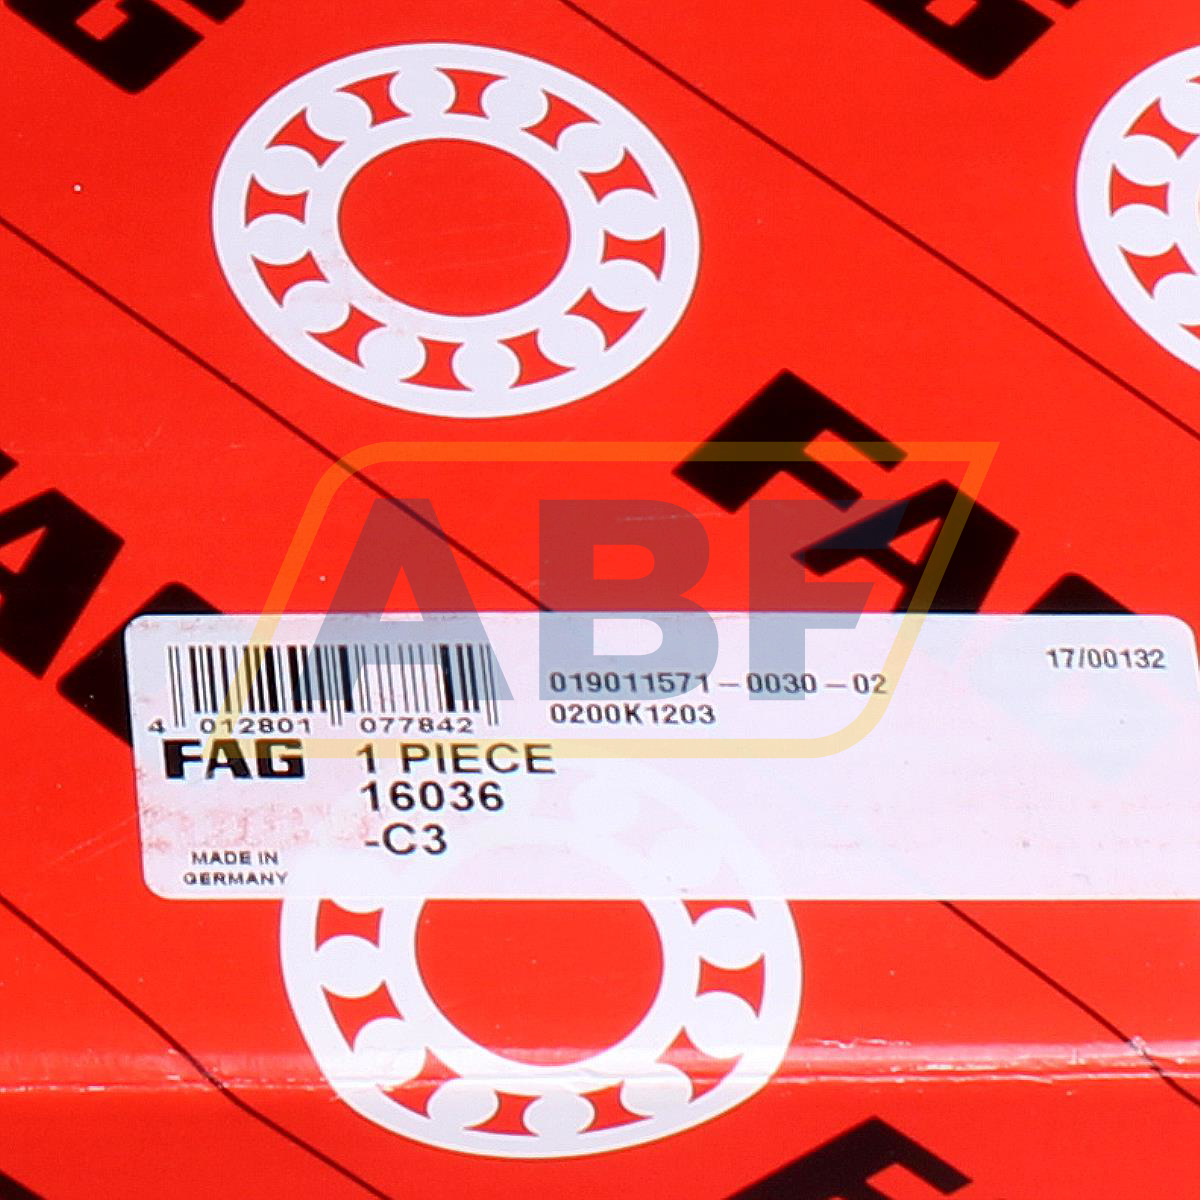 FAG
ABF
17/00132
019011571-0030-02
0200K1203
4 012801 077842
FAG 1 PIECE
16036
-C3
MADE IN
GERMANY